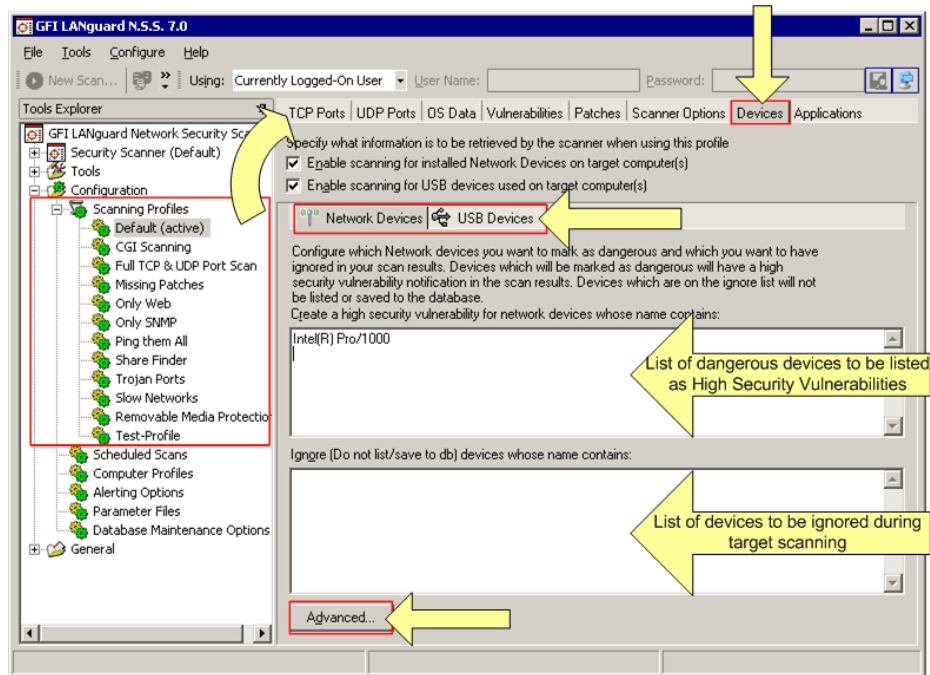 GFI LANguard N.S.S. 7.0
File Tools Configure Help
New Scan... » Using: Currently Logged-On User User Name: Password:
Tools Explorer
GFI LANguard Network Security Sc
Security Scanner (Default)
Tools
Configuration
Scanning Profiles
Default (active)
CGI Scanning
Full TCP & UDP Port Scan
Missing Patches
Only Web
Only SNMP
Ping them All
Share Finder
Trojan Ports
Slow Networks
Removable Media Protection
Test-Profile
Scheduled Scans
Computer Profiles
Alerting Options
Parameter Files
Database Maintenance Options
General
TCP Ports UDP Ports OS Data Vulnerabilities Patches Scanner Options Devices Applications
Specify what information is to be retrieved by the scanner when using this profile
Enable scanning for installed Network Devices on target computer(s)
Enable scanning for USB devices used on target computer(s)
Network Devices USB Devices
Configure which Network devices you want to mark as dangerous and which you want to have
ignored in your scan results. Devices which will be marked as dangerous will have a high
security vulnerability notification in the scan results. Devices which are on the ignore list will not
be listed or saved to the database.
Create a high security vulnerability for network devices whose name contains:
Intel(R) Pro/1000
List of dangerous devices to be listed
as High Security Vulnerabilities
Ignore (Do not list/save to db) devices whose name contains:
List of devices to be ignored during
target scanning
Advanced...